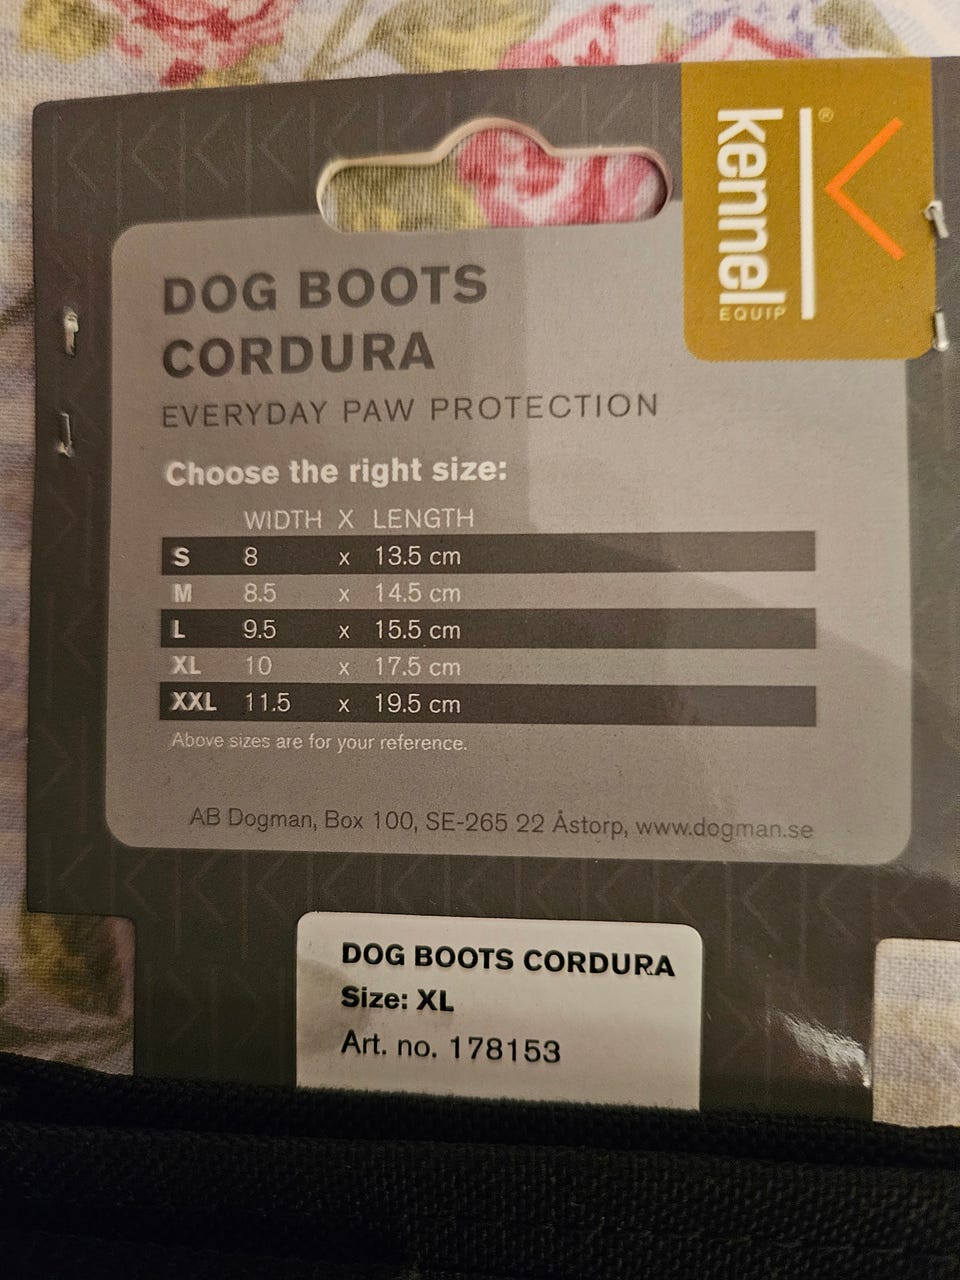 kennel®
EQUIP
DOG BOOTS
CORDURA
EVERYDAY PAW PROTECTION
Choose the right size:
WIDTH X LENGTH
S 8 x 13.5 cm
M 8.5 x 14.5 cm
L 9.5 x 15.5 cm
XL 10 x 17.5 cm
XXL 11.5 x 19.5 cm
Above sizes are for your reference.
AB Dogman, Box 100, SE-265 22 Åstorp, www.dogman.se
DOG BOOTS CORDURA
Size: XL
Art. no. 178153